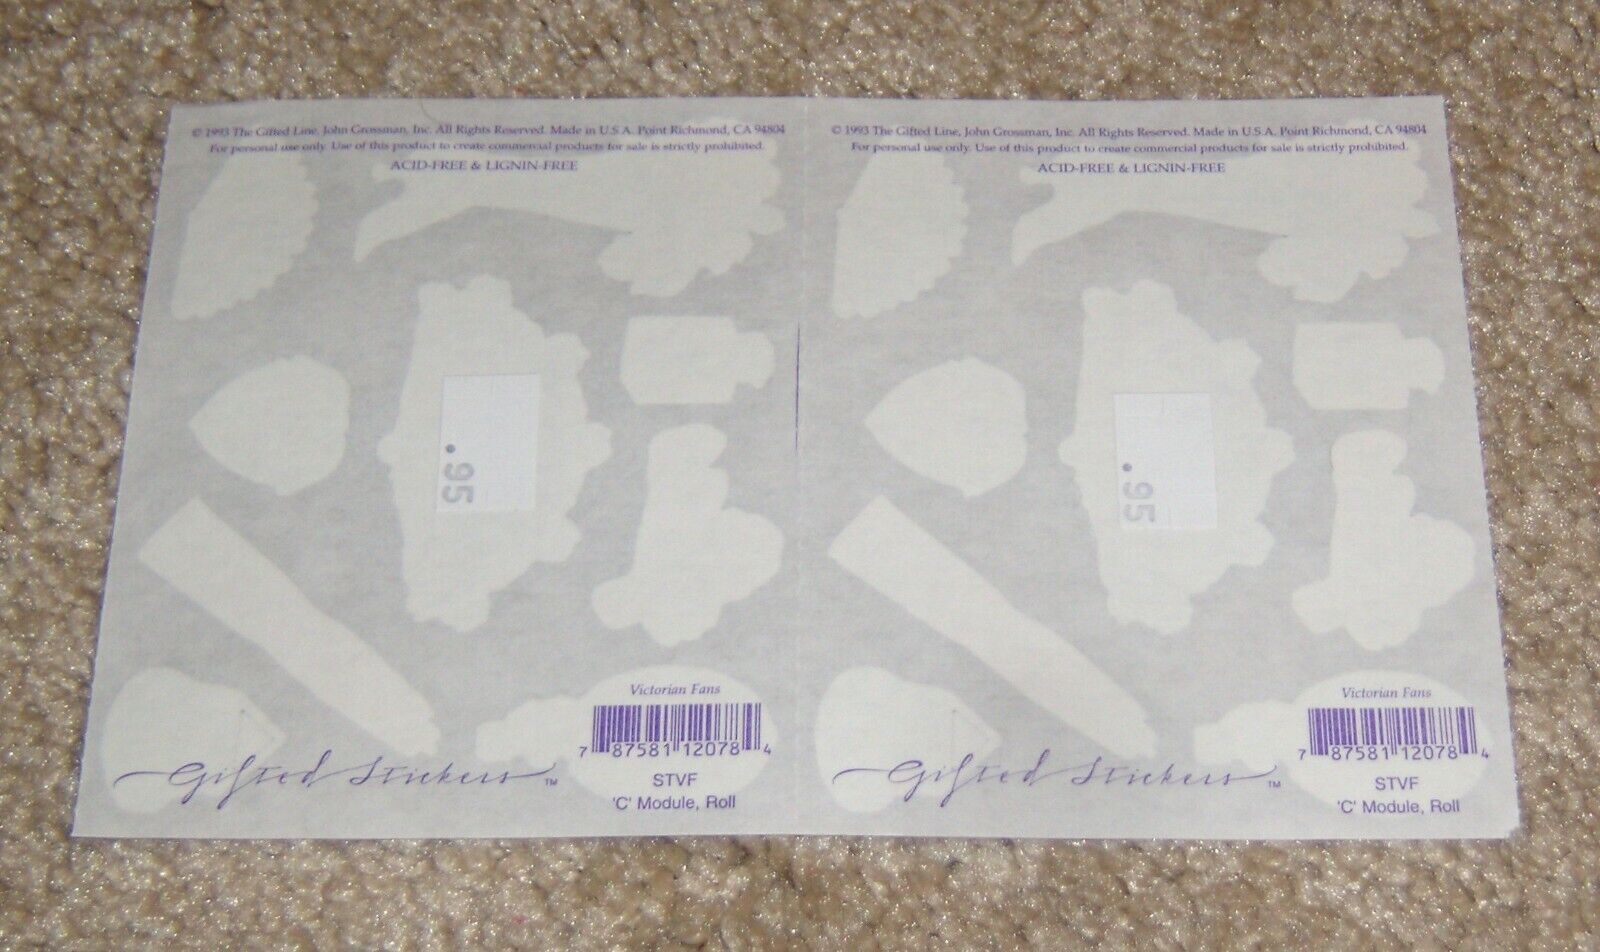 © 1993 The Gifted Line, John Grossman, Inc. All Rights Reserved. Made in U.S.A. Point Richmond, CA 94804
For personal use only. Use of this product to create commercial products for sale is strictly prohibited.
ACID-FREE & LIGNIN-FREE
.95
Victorian Fans
7 87581 12078 4
Gifted Stickers™
STVF
'C' Module, Roll
© 1993 The Gifted Line, John Grossman, Inc. All Rights Reserved. Made in U.S.A. Point Richmond, CA 94804
For personal use only. Use of this product to create commercial products for sale is strictly prohibited.
ACID-FREE & LIGNIN-FREE
.95
Victorian Fans
7 87581 12078 4
Gifted Stickers™
STVF
'C' Module, Roll